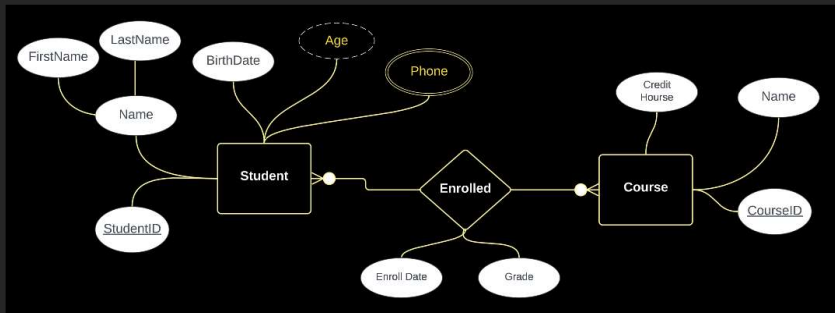 FirstName
LastName
BirthDate
Age
Phone
Name
Student
StudentID
Enrolled
Enroll Date
Grade
Credit
Hourse
Name
Course
CourseID